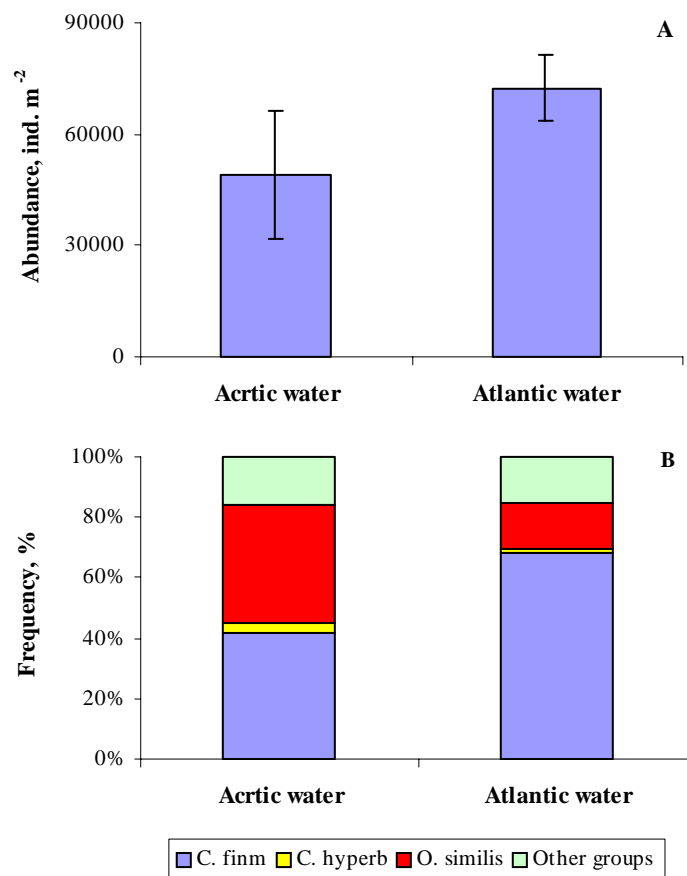 90000
A
60000
30000
0
Abundance, ind. m -2
Acrtic water Atlantic water
100%
B
80%
60%
40%
20%
0%
Frequency, %
Acrtic water Atlantic water
C. finm C. hyperb O. similis Other groups